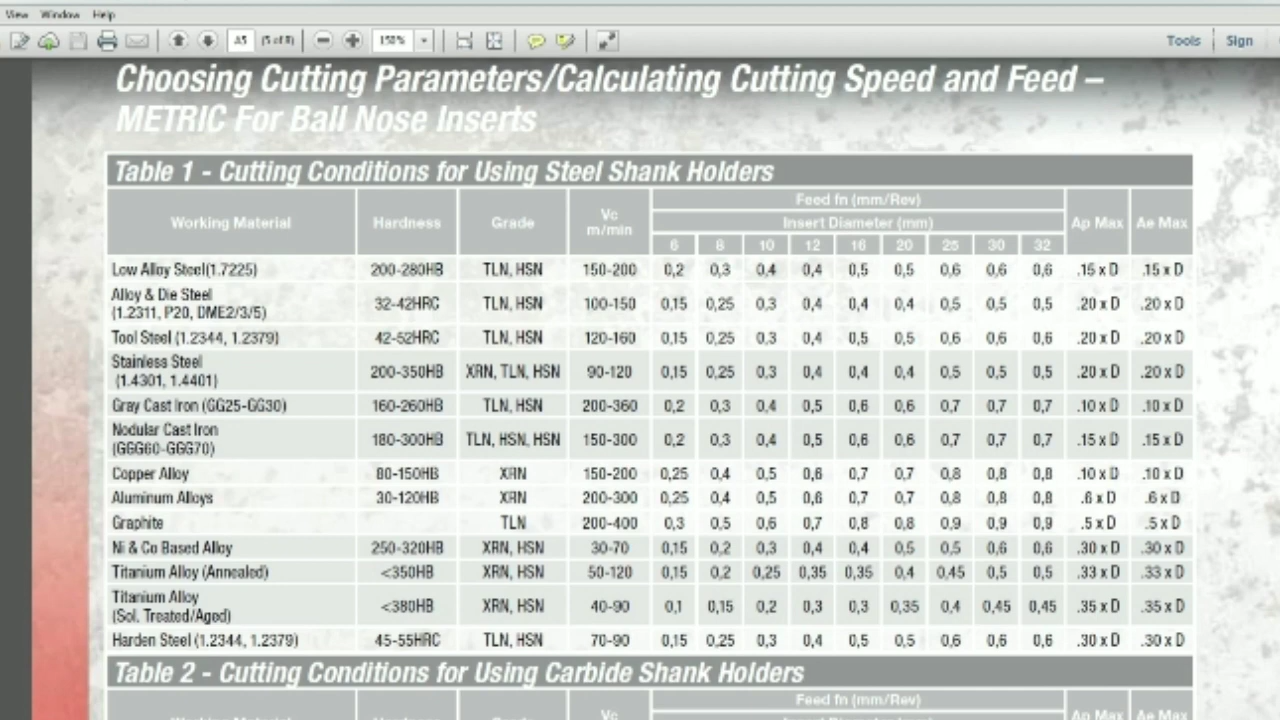 View Window Help
A5 (5 of 8) 150% Tools Sign
Choosing Cutting Parameters/Calculating Cutting Speed and Feed –
METRIC For Ball Nose Inserts
Table 1 - Cutting Conditions for Using Steel Shank Holders
Working Material Hardness Grade Vc m/min Feed fn (mm/Rev) Ap Max Ae Max
Insert Diameter (mm)
6 8 10 12 16 20 25 30 32
Low Alloy Steel(1.7225) 200-280HB TLN, HSN 150-200 0,2 0,3 0,4 0,4 0,5 0,5 0,6 0,6 0,6 .15 x D .15 x D
Alloy & Die Steel
(1.2311, P20, DME2/3/5) 32-42HRC TLN, HSN 100-150 0,15 0,25 0,3 0,4 0,4 0,4 0,5 0,5 0,5 .20 x D .20 x D
Tool Steel (1.2344, 1.2379) 42-52HRC TLN, HSN 120-160 0,15 0,25 0,3 0,4 0,5 0,5 0,6 0,6 0,6 .20 x D .20 x D
Stainless Steel
(1.4301, 1.4401) 200-350HB XRN, TLN, HSN 90-120 0,15 0,25 0,3 0,4 0,4 0,4 0,5 0,5 0,5 .20 x D .20 x D
Gray Cast Iron (GG25-GG30) 160-260HB TLN, HSN 200-360 0,2 0,3 0,4 0,5 0,6 0,6 0,7 0,7 0,7 .10 x D .10 x D
Nodular Cast Iron
(GGG60-GGG70) 180-300HB TLN, HSN, HSN 150-300 0,2 0,3 0,4 0,5 0,6 0,6 0,7 0,7 0,7 .15 x D .15 x D
Copper Alloy 80-150HB XRN 150-200 0,25 0,4 0,5 0,6 0,7 0,7 0,8 0,8 0,8 .10 x D .10 x D
Aluminum Alloys 30-120HB XRN 200-300 0,25 0,4 0,5 0,6 0,7 0,7 0,8 0,8 0,8 .6 x D .6 x D
Graphite TLN 200-400 0,3 0,5 0,6 0,7 0,8 0,8 0,9 0,9 0,9 .5 x D .5 x D
Ni & Co Based Alloy 250-320HB XRN, HSN 30-70 0,15 0,2 0,3 0,4 0,4 0,5 0,5 0,6 0,6 .30 x D .30 x D
Titanium Alloy (Annealed) <350HB XRN, HSN 50-120 0,15 0,2 0,25 0,35 0,35 0,4 0,45 0,5 0,5 .33 x D .33 x D
Titanium Alloy
(Sol. Treated/Aged) <380HB XRN, HSN 40-90 0,1 0,15 0,2 0,3 0,3 0,35 0,4 0,45 0,45 .35 x D .35 x D
Harden Steel (1.2344, 1.2379) 45-55HRC TLN, HSN 70-90 0,15 0,25 0,3 0,4 0,5 0,5 0,6 0,6 0,6 .30 x D .30 x D
Table 2 - Cutting Conditions for Using Carbide Shank Holders
Feed fn (mm/Rev)
Working Material Hardness Grade Vc Insert Diameter (mm) Ap Max Ae Max